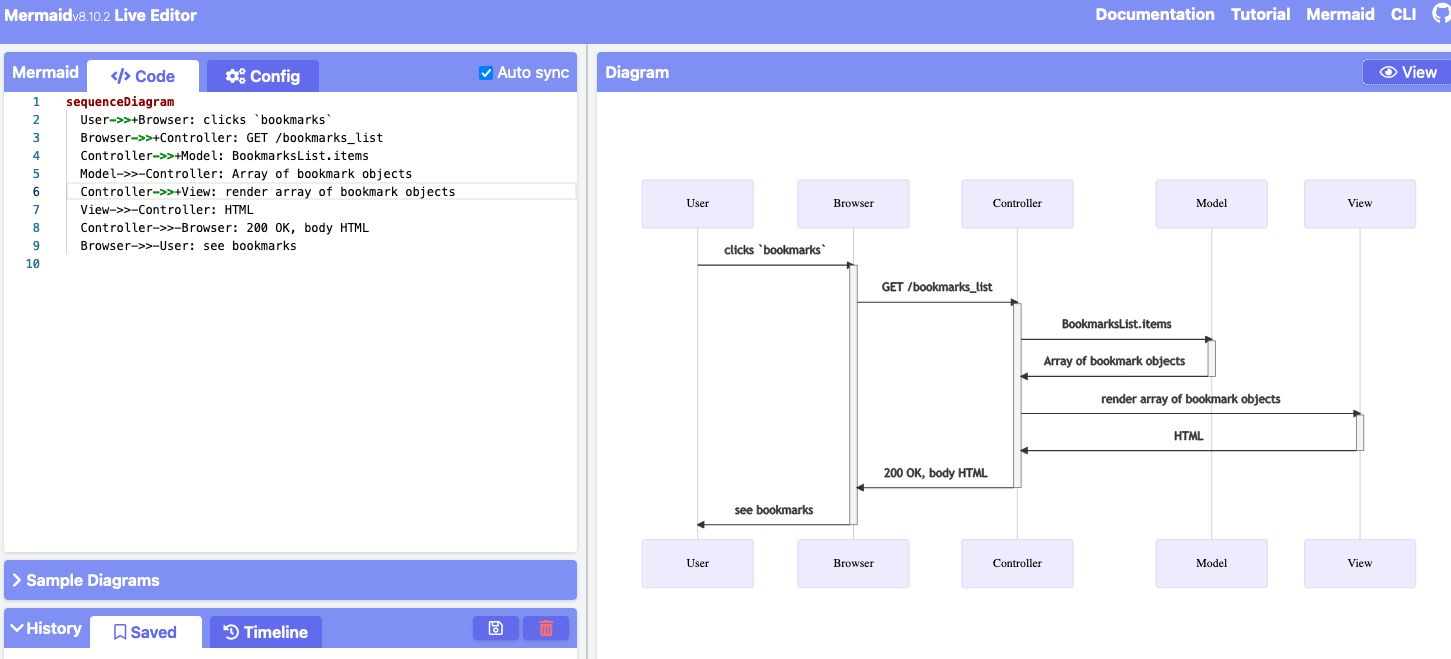 Mermaidv8.10.2 Live Editor
Documentation Tutorial Mermaid CLI
Mermaid </> Code Config Auto sync
1 sequenceDiagram
2 User->>+Browser: clicks `bookmarks`
3 Browser->>+Controller: GET /bookmarks_list
4 Controller->>+Model: BookmarksList.items
5 Model->>-Controller: Array of bookmark objects
6 Controller->>+View: render array of bookmark objects
7 View->>-Controller: HTML
8 Controller->>-Browser: 200 OK, body HTML
9 Browser->>-User: see bookmarks
10
Sample Diagrams
History Saved Timeline
Diagram View
User Browser Controller Model View
clicks `bookmarks`
GET /bookmarks_list
BookmarksList.items
Array of bookmark objects
render array of bookmark objects
HTML
200 OK, body HTML
see bookmarks
User Browser Controller Model View